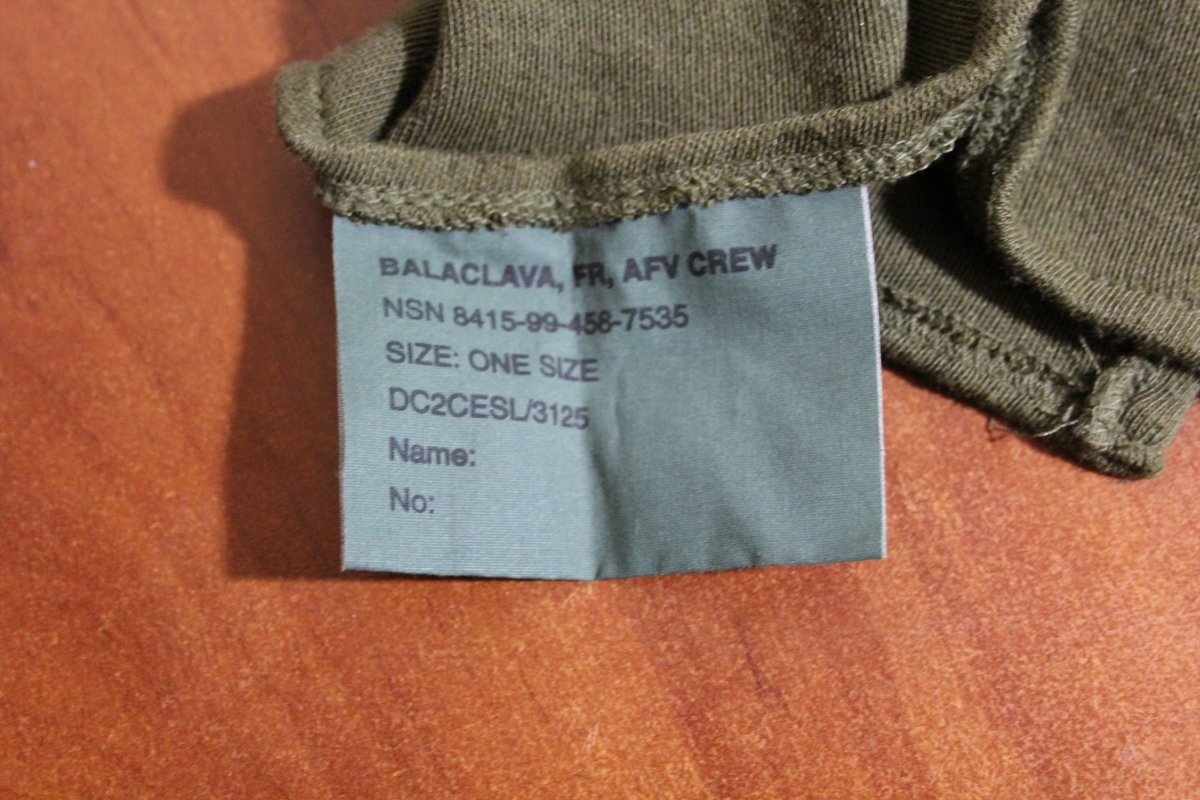 BALACLAVA, FR, AFV CREW
NSN 8415-99-458-7535
SIZE: ONE SIZE
DC2CESL/3125
Name:
No: